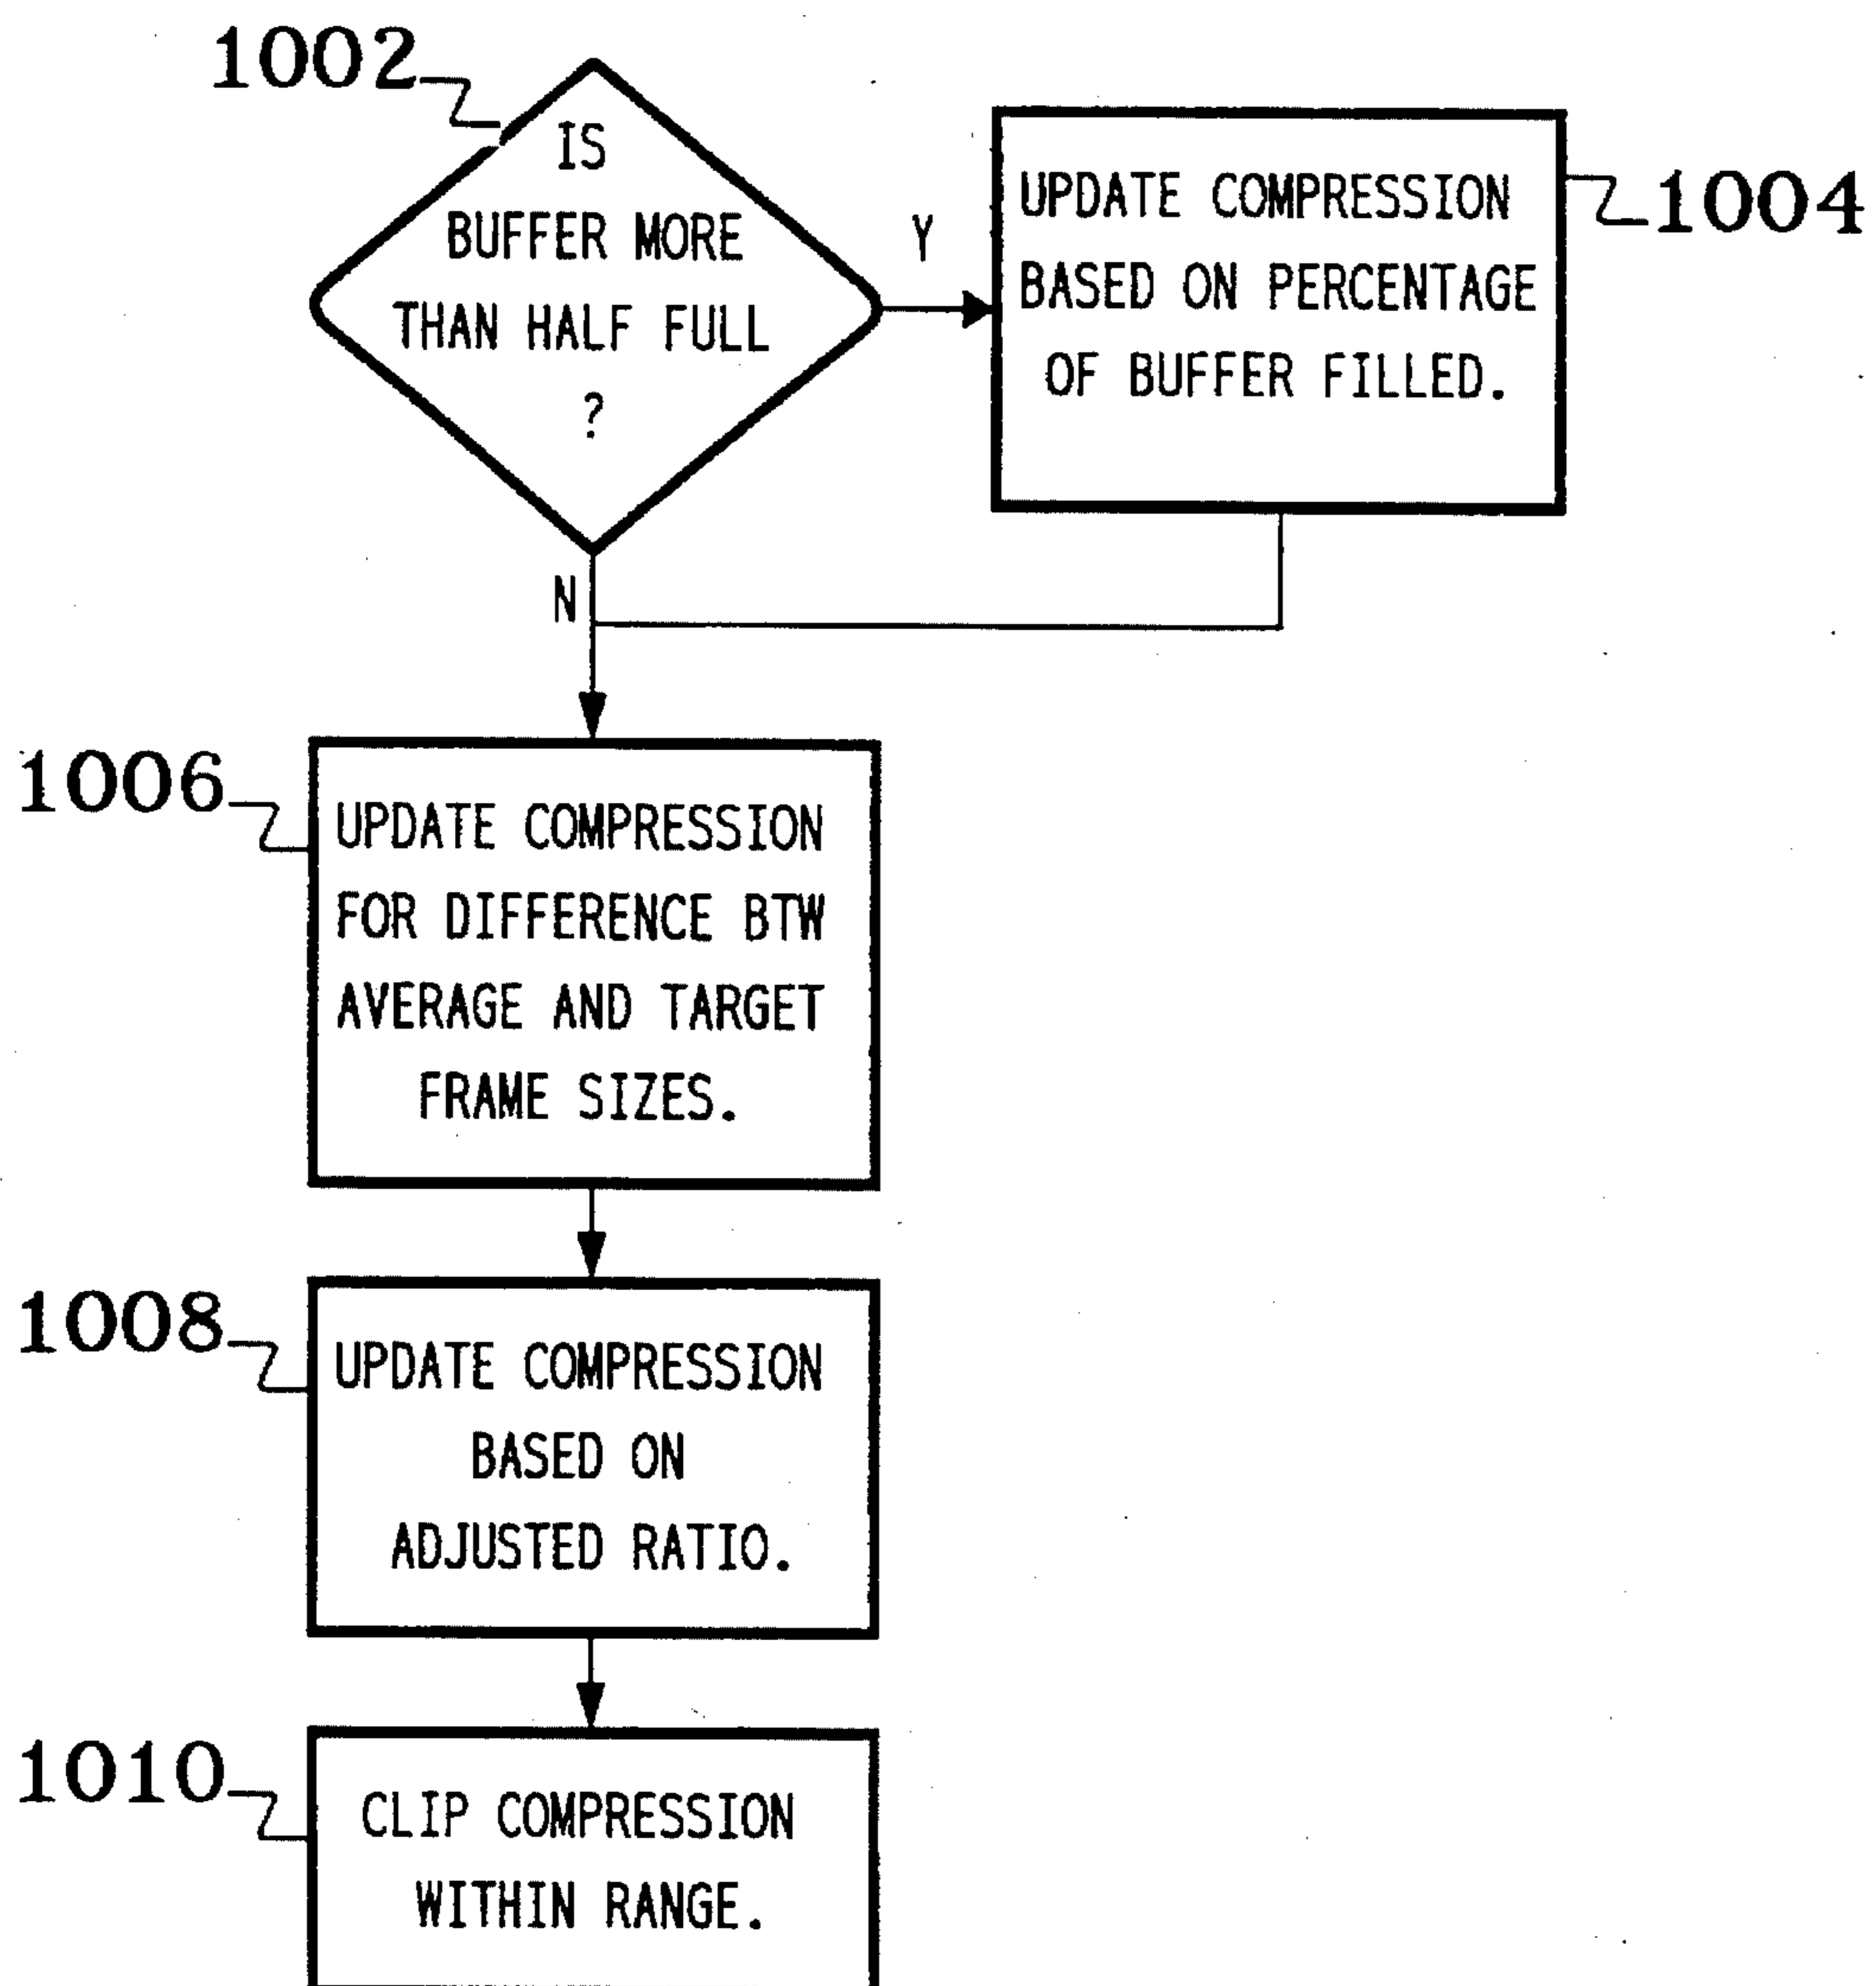 1002
IS
BUFFER MORE
THAN HALF FULL
?
Y
UPDATE COMPRESSION
BASED ON PERCENTAGE
OF BUFFER FILLED.
1004
N
1006
UPDATE COMPRESSION
FOR DIFFERENCE BTW
AVERAGE AND TARGET
FRAME SIZES.
1008
UPDATE COMPRESSION
BASED ON
ADJUSTED RATIO.
1010
CLIP COMPRESSION
WITHIN RANGE.